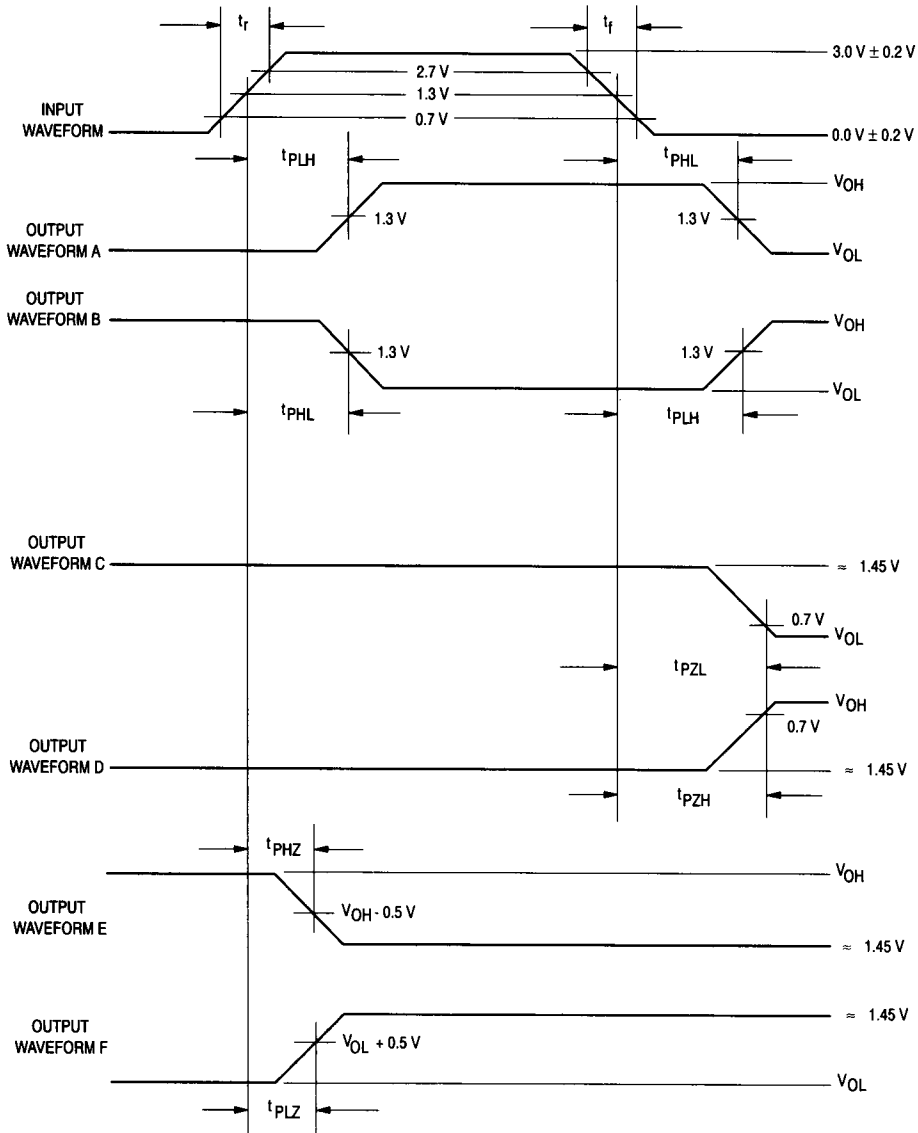 tr
tf
3.0 V ± 0.2 V
2.7 V
1.3 V
INPUT
WAVEFORM
0.7 V
0.0 V ± 0.2 V
tPLH
tPHL
VOH
OUTPUT
WAVEFORM A
1.3 V
1.3 V
VOL
OUTPUT
WAVEFORM B
VOH
1.3 V
1.3 V
VOL
tPHL
tPLH
OUTPUT
WAVEFORM C
≈ 1.45 V
0.7 V
VOL
tPZL
VOH
0.7 V
OUTPUT
WAVEFORM D
≈ 1.45 V
tPZH
tPHZ
VOH
OUTPUT
WAVEFORM E
VOH - 0.5 V
≈ 1.45 V
≈ 1.45 V
OUTPUT
WAVEFORM F
VOL + 0.5 V
VOL
tPLZ